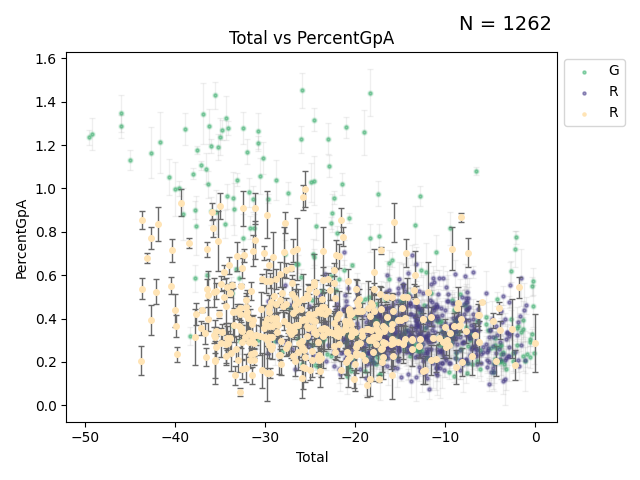 N = 1262
Total vs PercentGpA
G
R
R
1.6
1.4
1.2
1.0
0.8
0.6
0.4
0.2
0.0
PercentGpA
−50
−40
−30
−20
−10
0
Total